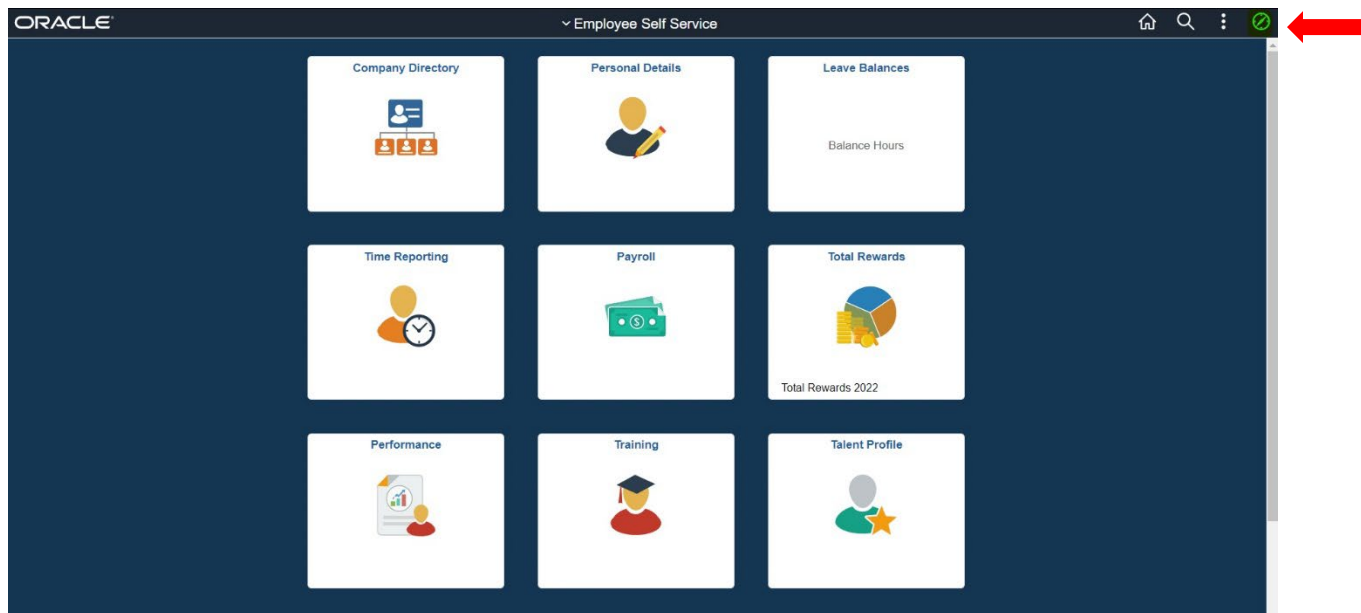 ORACLE
Employee Self Service
Company Directory
Personal Details
Leave Balances
Balance Hours
Time Reporting
Payroll
Total Rewards
Total Rewards 2022
Performance
Training
Talent Profile